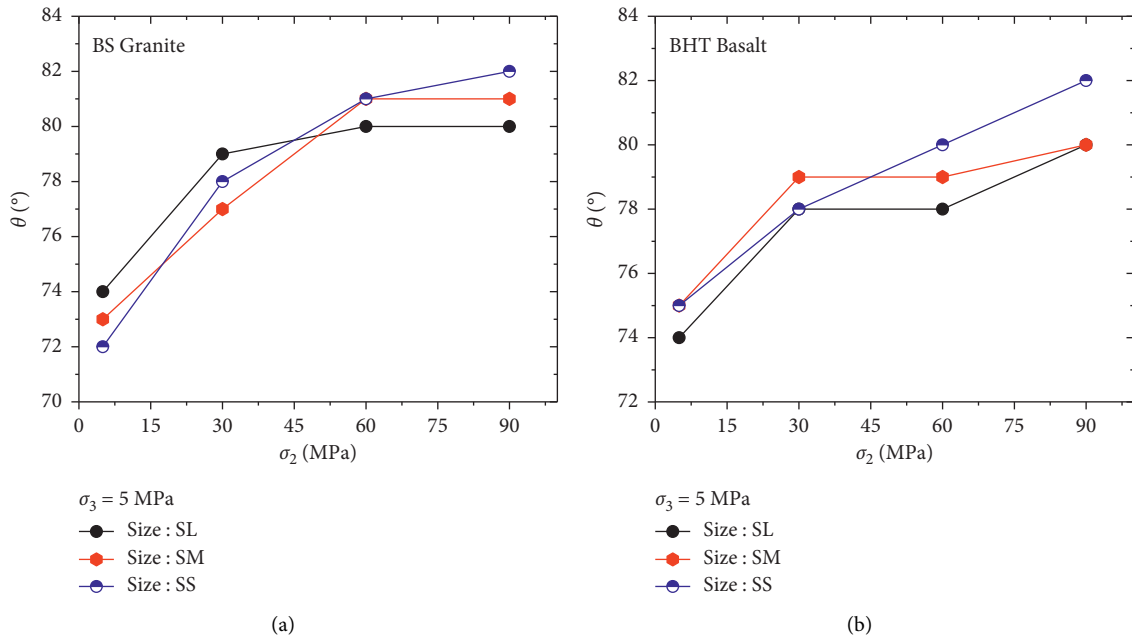 84
82
80
78
76
74
72
70
θ (°)
BS Granite
0 15 30 45 60 75 90
σ₂ (MPa)
σ₃ = 5 MPa
Size : SL
Size : SM
Size : SS
(a)
84
82
80
78
76
74
72
θ (°)
BHT Basalt
0 15 30 45 60 75 90
σ₂ (MPa)
σ₃ = 5 MPa
Size : SL
Size : SM
Size : SS
(b)